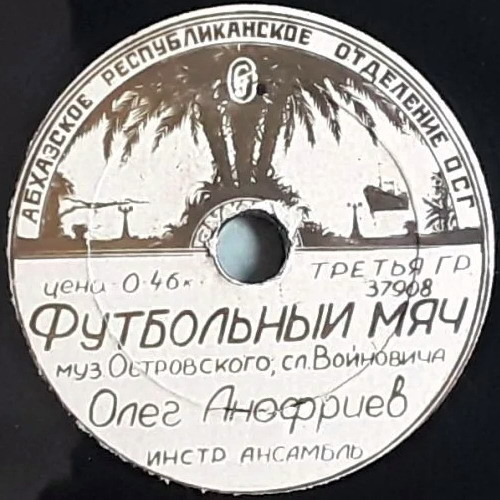 АБХАЗСКОЕ РЕСПУБЛИКАНСКОЕ ОТДЕЛЕНИЕ ОСГ
цена-0-46к.
ТРЕТЬЯ ГР.
37908
ФУТБОЛЬНЫЙ МЯЧ
муз. Островского, сл. Войновича
Олег Анофриев
ИНСТР АНСАМБЛЬ